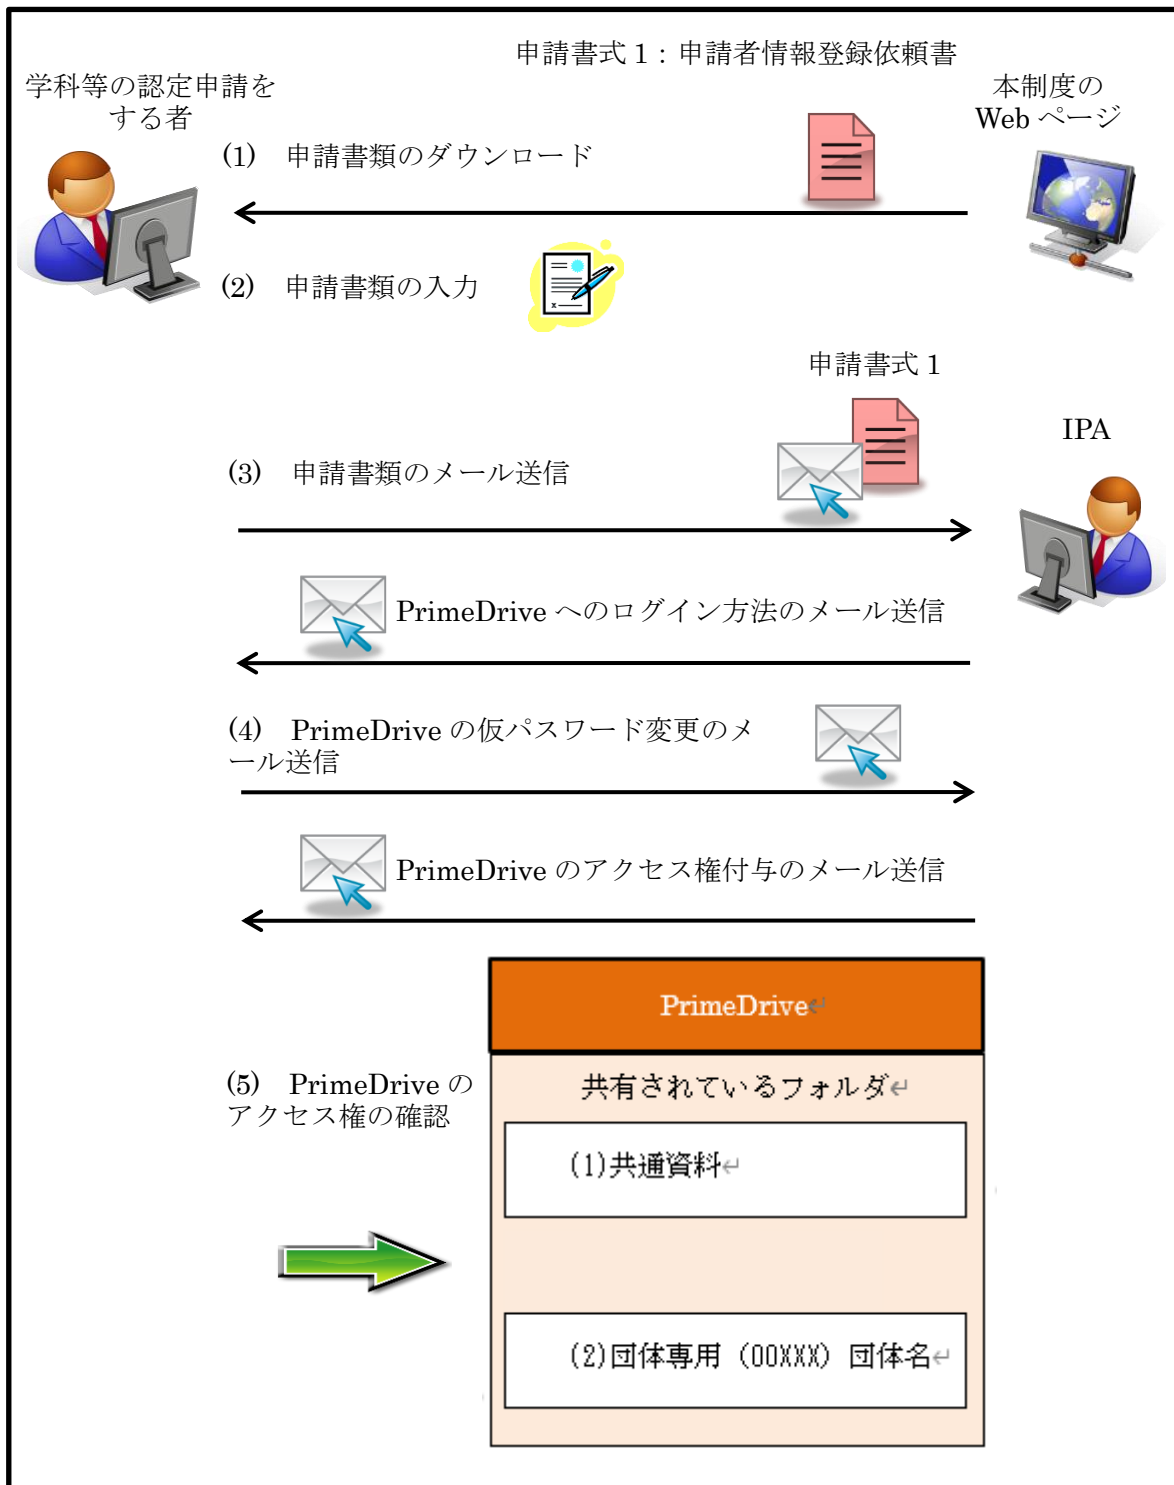 申請書式 1：申請者情報登録依頼書
学科等の認定申請を
する者
本制度の
Web ページ
(1) 申請書類のダウンロード
(2) 申請書類の入力
申請書式 1
IPA
(3) 申請書類のメール送信
PrimeDrive へのログイン方法のメール送信
(4) PrimeDrive の仮パスワード変更のメ
ール送信
PrimeDrive のアクセス権付与のメール送信
PrimeDrive↵
(5) PrimeDrive の
アクセス権の確認
共有されているフォルダ↵
(1)共通資料↵
(2)団体専用（00XXX）団体名↵